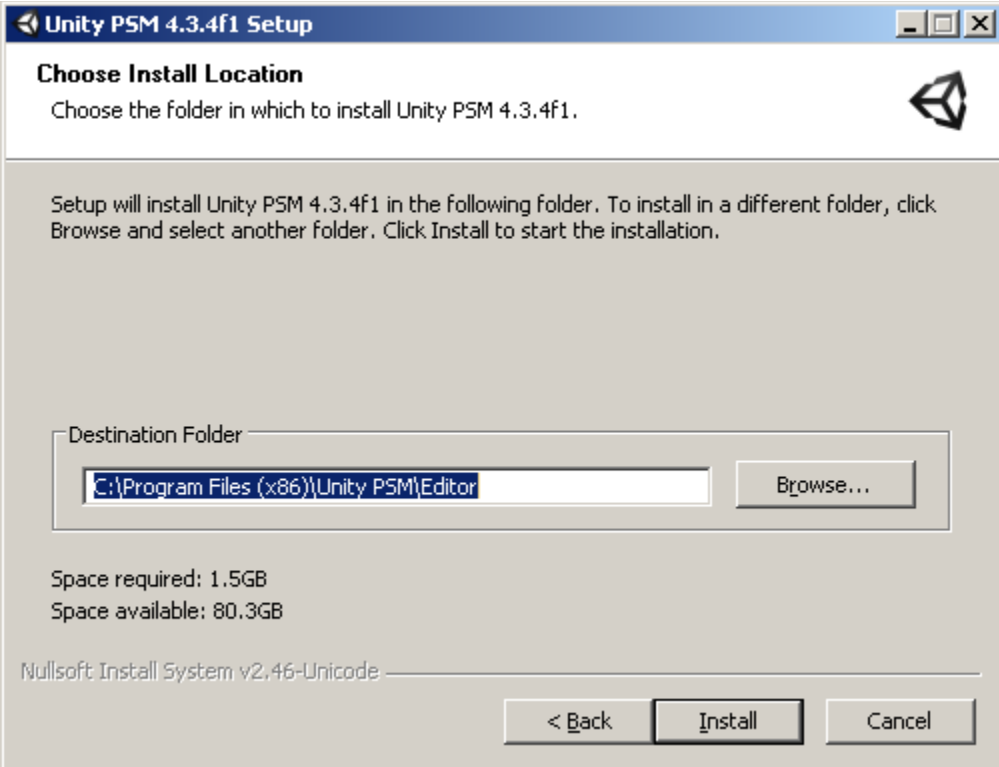 Unity PSM 4.3.4f1 Setup
Choose Install Location
Choose the folder in which to install Unity PSM 4.3.4f1.
Setup will install Unity PSM 4.3.4f1 in the following folder. To install in a different folder, click
Browse and select another folder. Click Install to start the installation.
Destination Folder
C:\Program Files (x86)\Unity PSM\Editor
Browse...
Space required: 1.5GB
Space available: 80.3GB
Nullsoft Install System v2.46-Unicode
< Back
Install
Cancel